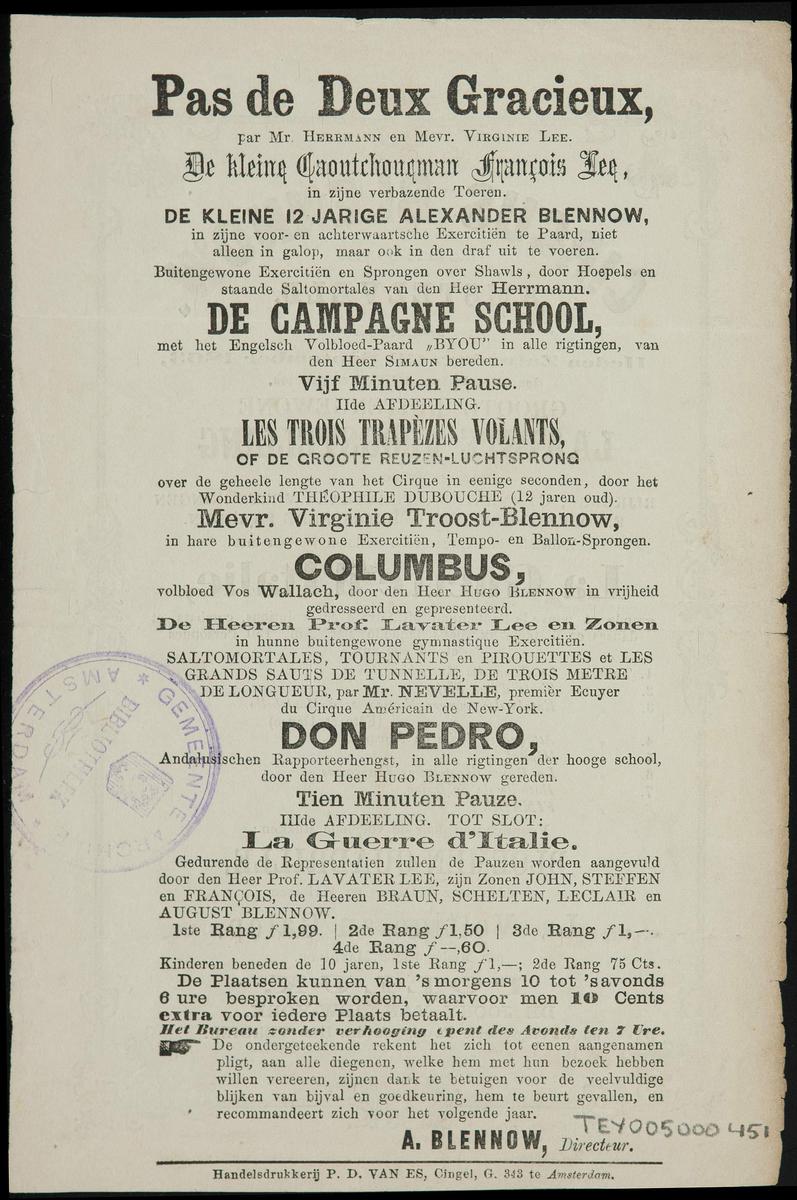 Pas de Deux Gracieux,
par Mr. HERRMANN en Mevr. VIRGINIE LEE.
De kleine Caoutchouqman François Lee,
in zijne verbazende Toeren.
DE KLEINE 12 JARIGE ALEXANDER BLENNOW,
in zijne voor- en achterwaartsche Exercitiën te Paard, niet
alleen in galop, maar ook in den draf uit te voeren.
Buitengewone Exercitiën en Sprongen over Shawls, door Hoepels en
staande Saltomortales van den Heer Herrmann.
DE CAMPAGNE SCHOOL,
met het Engelsch Volbloed-Paard „BYOU” in alle rigtingen, van
den Heer SIMAUN bereden.
Vijf Minuten Pause.
IIde AFDEELING.
LES TROIS TRAPÈZES VOLANTS,
OF DE GROOTE REUZEN-LUCHTSPRONG
over de geheele lengte van het Cirque in eenige seconden, door het
Wonderkind THÉOPHILE DUBOUCHE (12 jaren oud).
Mevr. Virginie Troost-Blennow,
in hare buitengewone Exercitiën, Tempo- en Ballon-Sprongen.
COLUMBUS,
volbloed Vos Wallach, door den Heer HUGO BLENNOW in vrijheid
gedresseerd en gepresenteerd.
De Heeren Prof. Lavater Lee en Zonen
in hunne buitengewone gymnastique Exercitiën.
SALTOMORTALES, TOURNANTS en PIROUETTES et LES
GRANDS SAUTS DE TUNNELLE, DE TROIS METRE
DE LONGUEUR, par Mr. NEVELLE, premièr Ecuyer
du Cirque Américain de New-York.
DON PEDRO,
Andalusischen Rapporteerhengst, in alle rigtingen der hooge school,
door den Heer HUGO BLENNOW gereden.
Tien Minuten Pauze.
IIIde AFDEELING. TOT SLOT:
La Guerre d'Italie.
Gedurende de Representatien zullen de Pauzen worden aangevuld
door den Heer Prof. LAVATER LEE, zijn Zonen JOHN, STEFFEN
en FRANÇOIS, de Heeren BRAUN, SCHELTEN, LECLAIR en
AUGUST BLENNOW.
1ste Rang ƒ1,99. | 2de Rang ƒ1,50 | 3de Rang ƒ1,—.
4de Rang ƒ—,60.
Kinderen beneden de 10 jaren, 1ste Rang ƒ1,—; 2de Rang 75 Cts.
De Plaatsen kunnen van 's morgens 10 tot 's avonds
6 ure besproken worden, waarvoor men 10 Cents
extra voor iedere Plaats betaalt.
Het Bureau zonder verhooging opent des Avonds ten 7 Ure.
De ondergeteekende rekent het zich tot eenen aangenamen
pligt, aan alle diegenen, welke hem met hun bezoek hebben
willen vereeren, zijnen dank te betuigen voor de veelvuldige
blijken van bijval en goedkeuring, hem te beurt gevallen, en
recommandeert zich voor het volgende jaar.
TEY005000451
A. BLENNOW, Directeur.
Handelsdrukkerij P. D. VAN ES, Cingel, G. 343 te Amsterdam.
GEMEENTE
AMSTERDAM
BIBLIOTHEEK